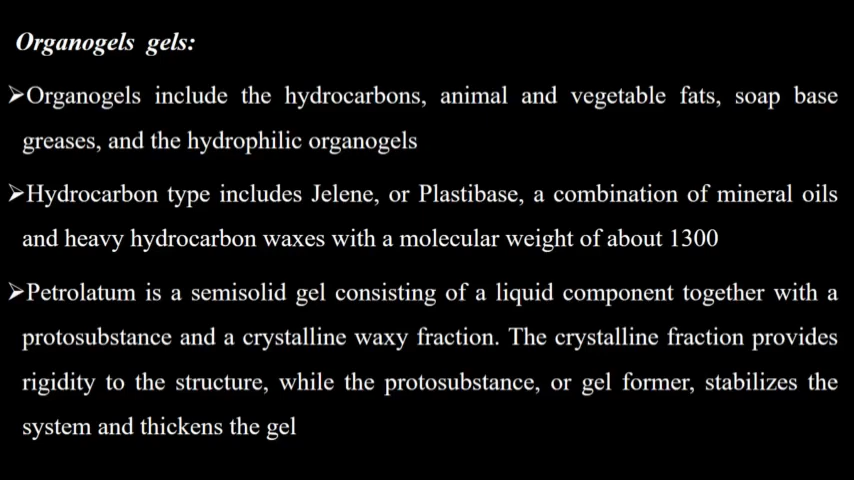 Organogels gels:
➢Organogels include the hydrocarbons, animal and vegetable fats, soap base
greases, and the hydrophilic organogels
➢Hydrocarbon type includes Jelene, or Plastibase, a combination of mineral oils
and heavy hydrocarbon waxes with a molecular weight of about 1300
➢Petrolatum is a semisolid gel consisting of a liquid component together with a
protosubstance and a crystalline waxy fraction. The crystalline fraction provides
rigidity to the structure, while the protosubstance, or gel former, stabilizes the
system and thickens the gel